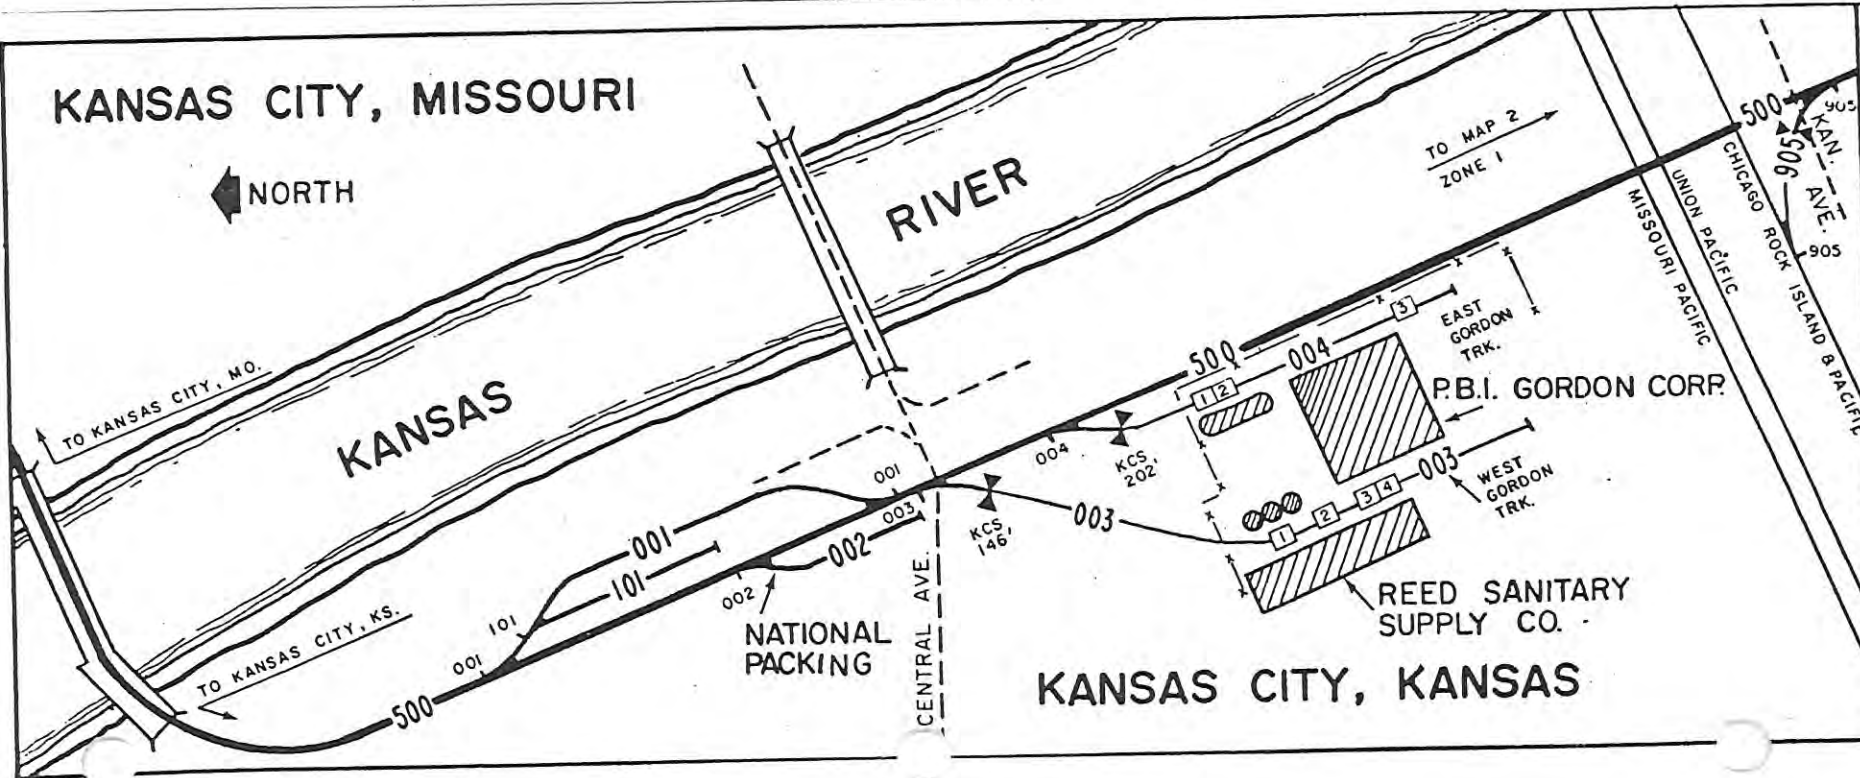 KANSAS CITY, MISSOURI
NORTH
KANSAS
RIVER
TO MAP 2
ZONE 1
500
905
905
KAN. AVE.
905
CHICAGO ROCK ISLAND & PACIFIC
UNION PACIFIC
MISSOURI PACIFIC
TO KANSAS CITY, MO.
EAST
GORDON
TRK.
3
004
500
1 2
P.B.I. GORDON CORP.
004
KCS
202'
001
003
KCS
146'
003
003
WEST
GORDON
TRK.
3 4
2
1
001
101
002
002
NATIONAL
PACKING
CENTRAL AVE.
REED SANITARY
SUPPLY CO.
101
001
TO KANSAS CITY, KS.
500
KANSAS CITY, KANSAS